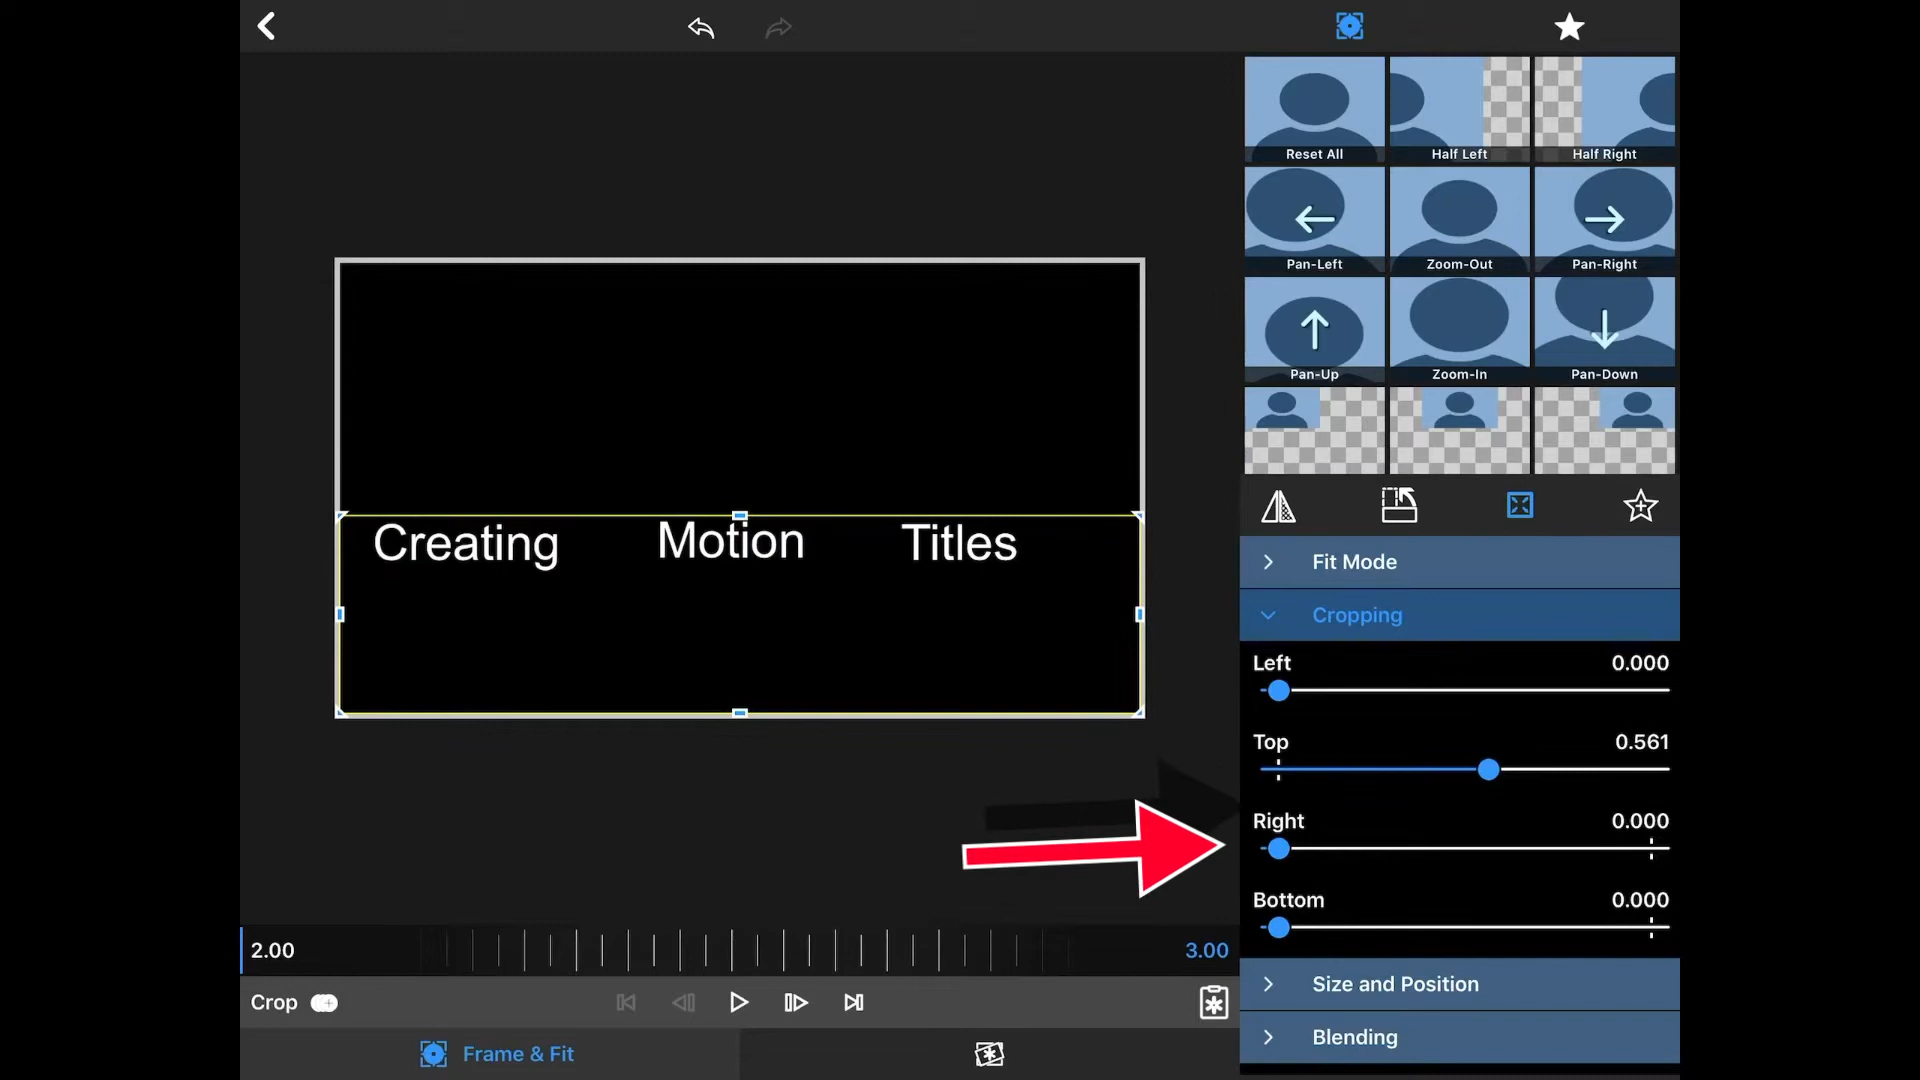 Reset All
Half Left
Half Right
Pan-Left
Zoom-Out
Pan-Right
Pan-Up
Zoom-In
Pan-Down
Creating Motion Titles
Fit Mode
Cropping
Left 0.000
Top 0.561
Right 0.000
Bottom 0.000
Size and Position
Blending
2.00
3.00
Crop
Frame & Fit